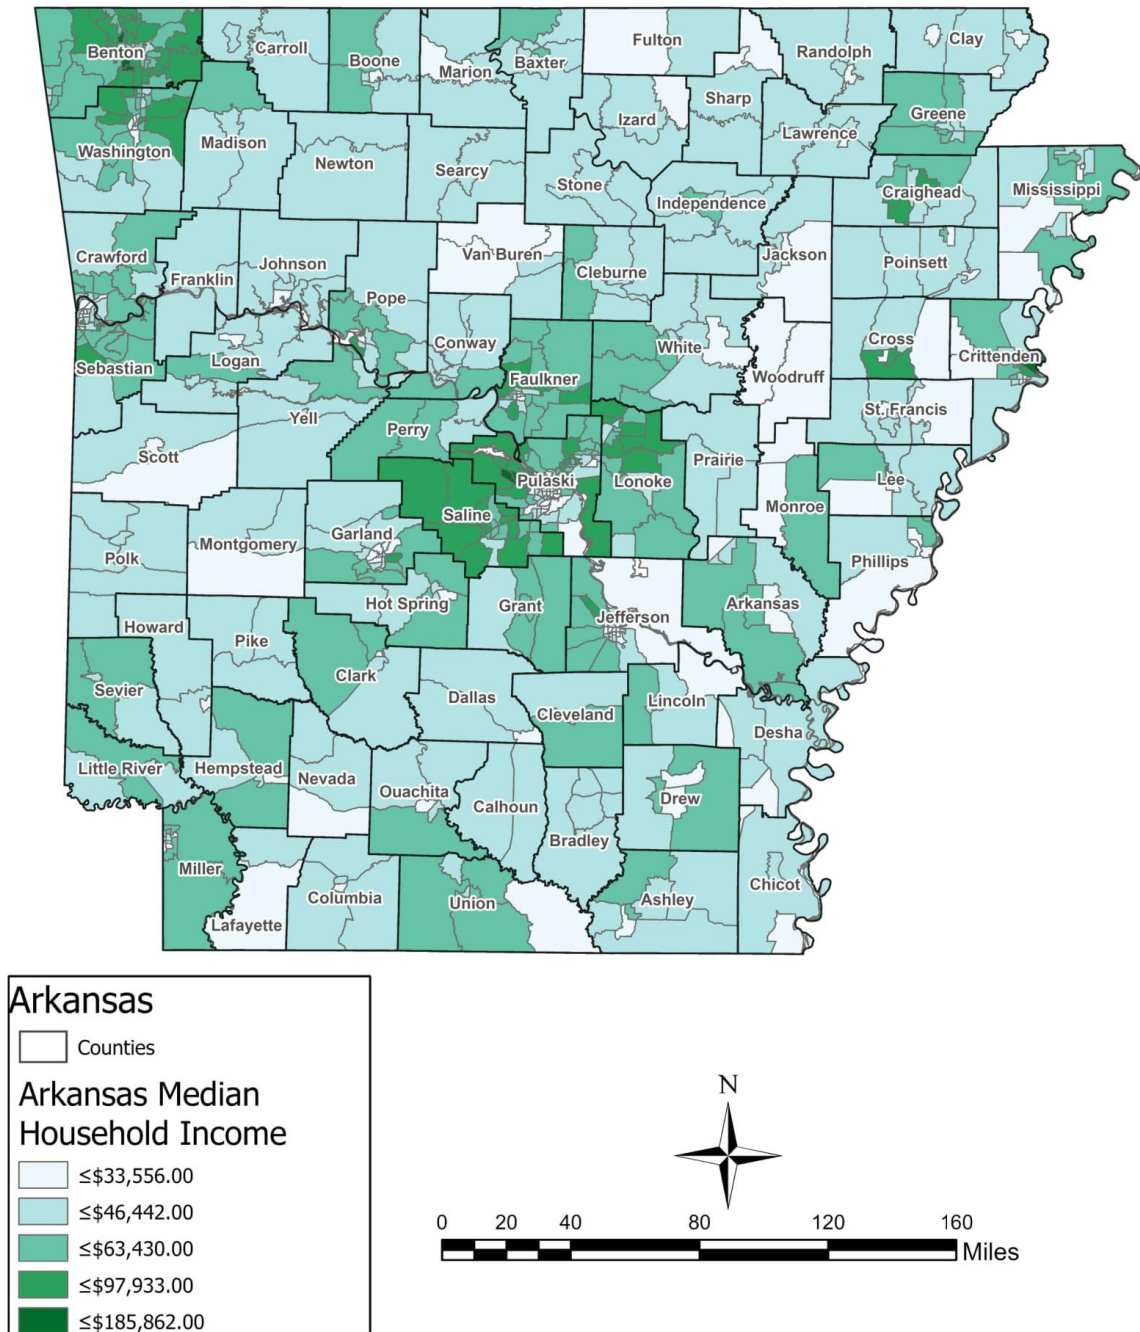 Benton
Carroll
Boone
Marion
Baxter
Fulton
Randolph
Clay
Sharp
Izard
Greene
Lawrence
Washington
Madison
Newton
Searcy
Stone
Independence
Craighead
Mississippi
Crawford
Franklin
Johnson
Van Buren
Cleburne
Jackson
Poinsett
Pope
Conway
White
Cross
Crittenden
Sebastian
Logan
Faulkner
Woodruff
Yell
Perry
St. Francis
Scott
Pulaski
Lonoke
Prairie
Lee
Saline
Monroe
Polk
Montgomery
Garland
Phillips
Hot Spring
Grant
Jefferson
Arkansas
Howard
Pike
Clark
Sevier
Dallas
Cleveland
Lincoln
Desha
Little River
Hempstead
Nevada
Ouachita
Calhoun
Bradley
Drew
Miller
Lafayette
Columbia
Union
Ashley
Chicot
Arkansas
Counties
Arkansas Median
Household Income
≤$33,556.00
≤$46,442.00
≤$63,430.00
≤$97,933.00
≤$185,862.00
N
0 20 40 80 120 160
Miles